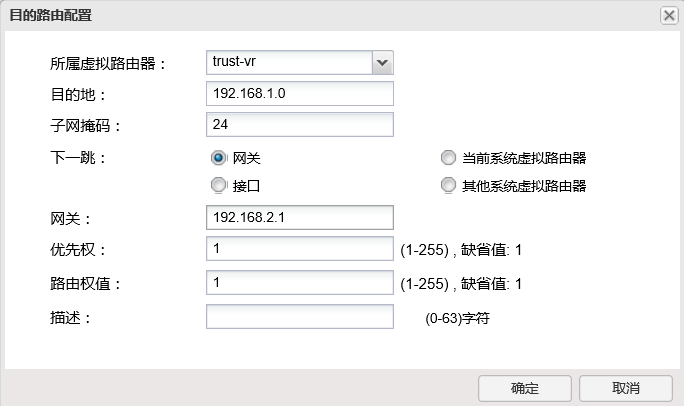 目的路由配置
所属虚拟路由器： trust-vr
目的地： 192.168.1.0
子网掩码： 24
下一跳： 网关 当前系统虚拟路由器
接口 其他系统虚拟路由器
网关： 192.168.2.1
优先权： 1 (1-255) , 缺省值: 1
路由权值： 1 (1-255) , 缺省值: 1
描述： (0-63)字符
确定 取消